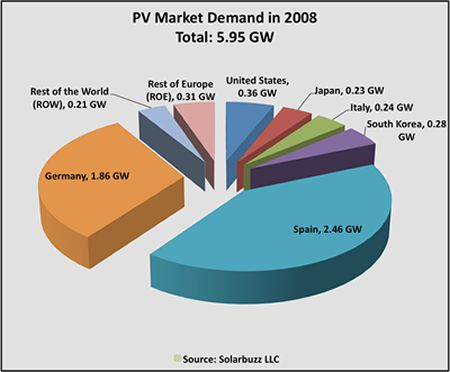 PV Market Demand in 2008
Total: 5.95 GW
Rest of the World
(ROW), 0.21 GW
Rest of Europe
(ROE), 0.31 GW
United States,
0.36 GW
Japan, 0.23 GW
Italy, 0.24 GW
South Korea, 0.28
GW
Germany, 1.86 GW
Spain, 2.46 GW
Source: Solarbuzz LLC